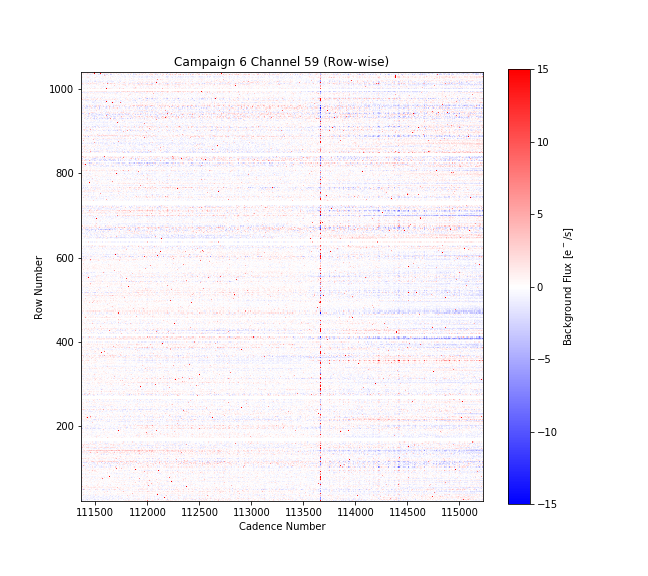 Campaign 6 Channel 59 (Row-wise)
1000
800
600
400
200
Row Number
111500 112000 112500 113000 113500 114000 114500 115000
Cadence Number
15
10
5
0
−5
−10
−15
Background Flux [e⁻/s]